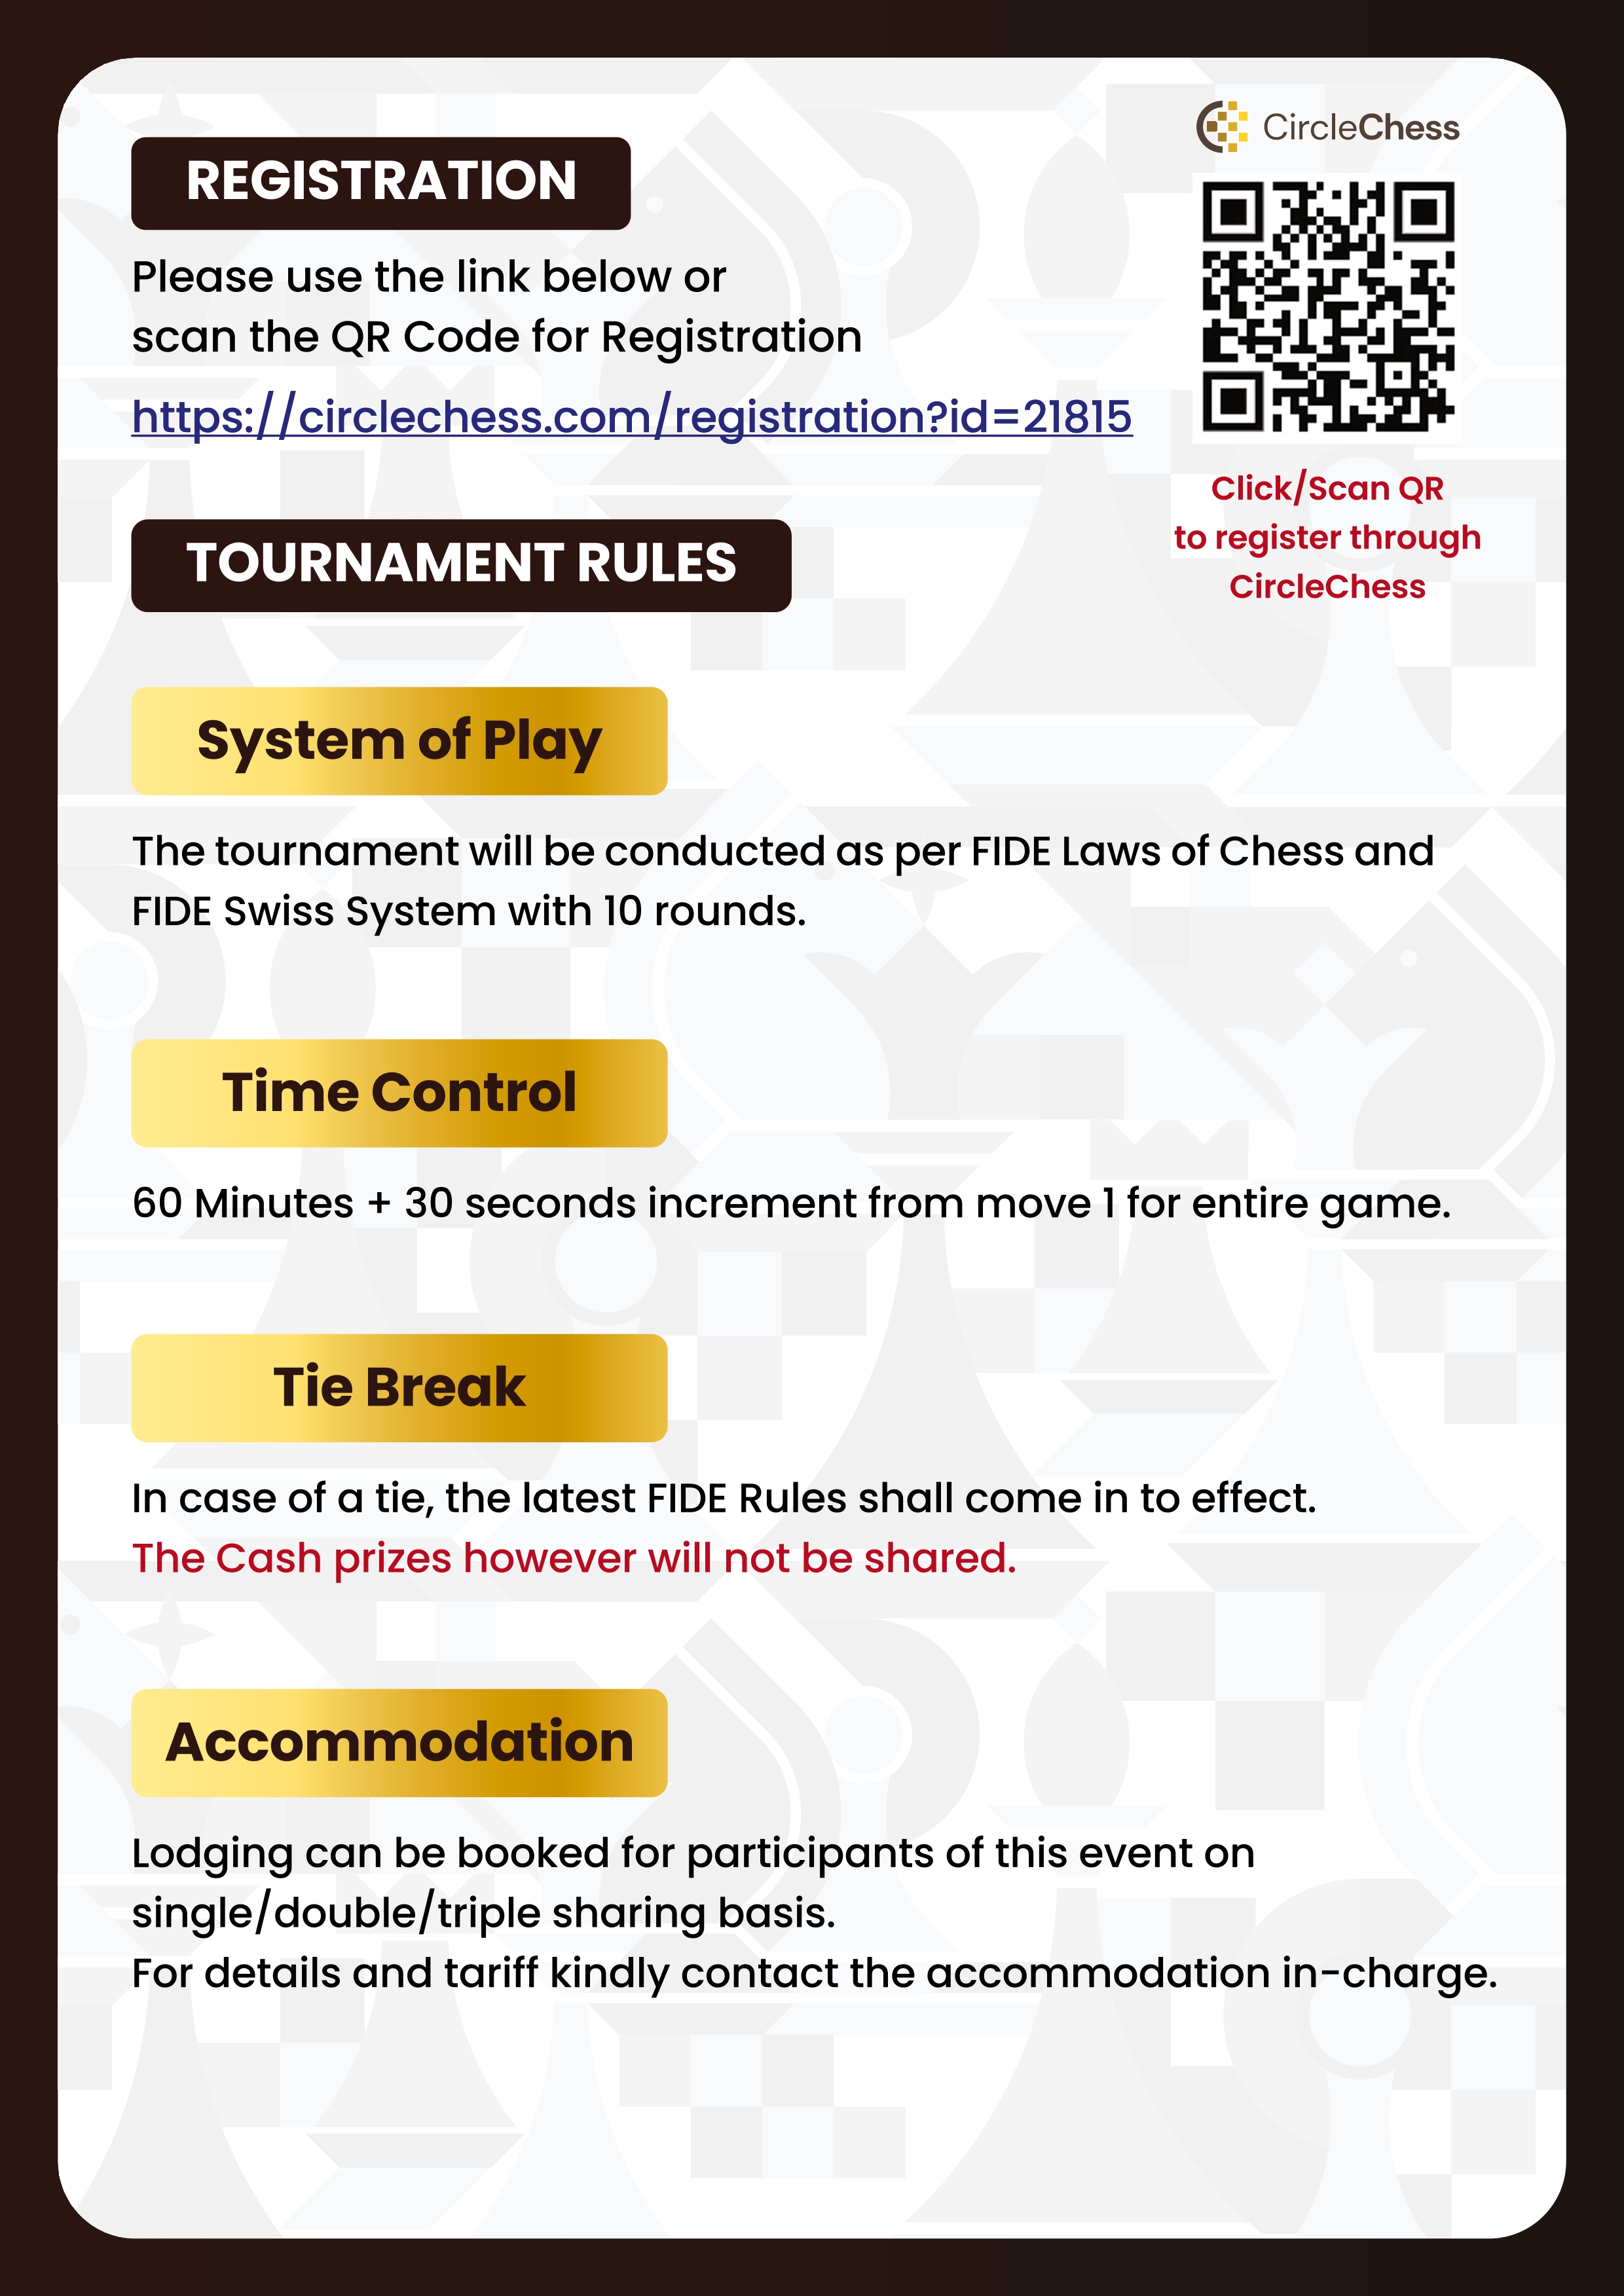 CircleChess
REGISTRATION
Please use the link below or
scan the QR Code for Registration
https://circlechess.com/registration?id=21815
Click/Scan QR
to register through
CircleChess
TOURNAMENT RULES
System of Play
The tournament will be conducted as per FIDE Laws of Chess and
FIDE Swiss System with 10 rounds.
Time Control
60 Minutes + 30 seconds increment from move 1 for entire game.
Tie Break
In case of a tie, the latest FIDE Rules shall come in to effect.
The Cash prizes however will not be shared.
Accommodation
Lodging can be booked for participants of this event on
single/double/triple sharing basis.
For details and tariff kindly contact the accommodation in-charge.